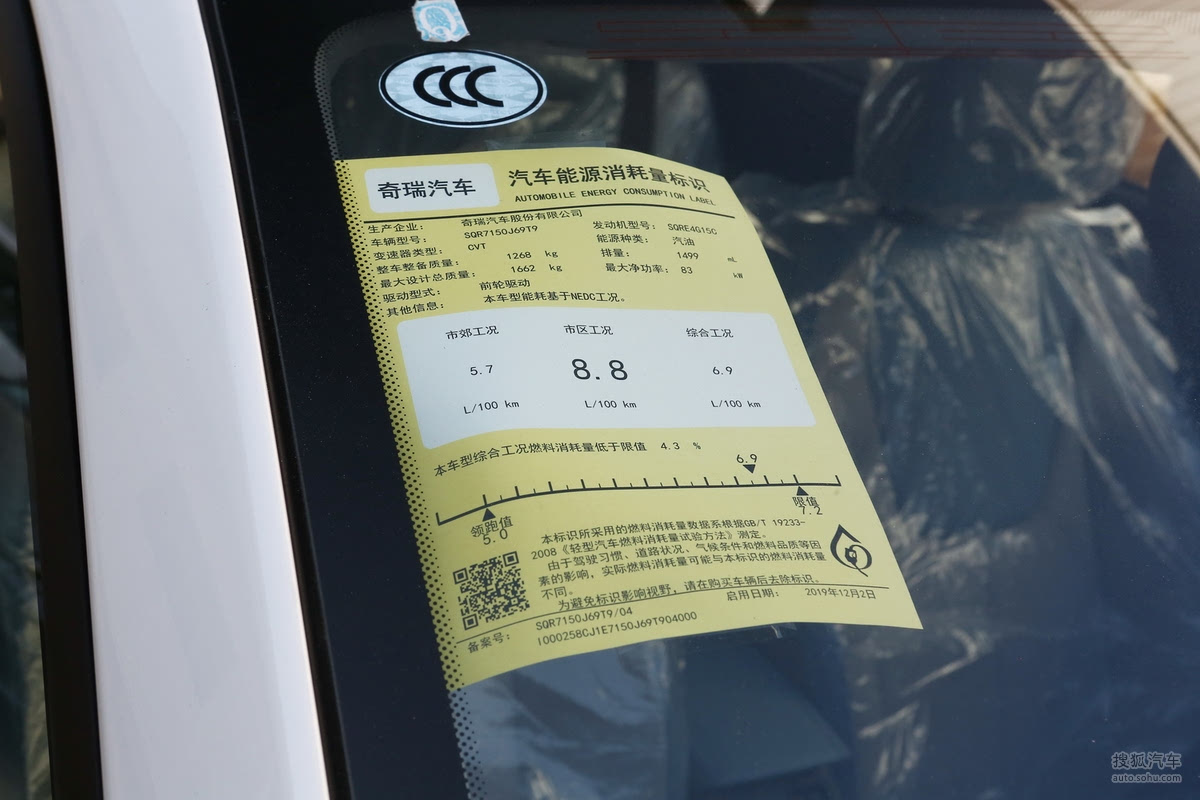 CCC
奇瑞汽车
汽车能源消耗量标识
AUTOMOBILE ENERGY CONSUMPTION LABEL
生产企业: 奇瑞汽车股份有限公司
车辆型号: SQR7150J69T9 发动机型号: SQRE4G15C
变速器类型: CVT 能源种类: 汽油
整车整备质量: 1268 kg 排量: 1499 mL
最大设计总质量: 1662 kg 最大净功率: 83 kW
驱动型式: 前轮驱动
其他信息: 本车型能耗基于NEDC工况。
市郊工况 市区工况 综合工况
5.7 8.8 6.9
L/100 km L/100 km L/100 km
本车型综合工况燃料消耗量低于限值 4.3 %
6.9
领跑值 限值
5.0 7.2
本标识所采用的燃料消耗量数据系根据GB/T 19233-
2008《轻型汽车燃料消耗量试验方法》测定。
由于驾驶习惯、道路状况、气候条件和燃料品质等因
素的影响，实际燃料消耗量可能与本标识的燃料消耗量
不同。
为避免标识影响视野，请在购买车辆后去除标识。
备案号: SQR7150J69T9/04 启用日期: 2019年12月2日
1000258CJ1E7150J69T904000
搜狐汽车
auto.sohu.com